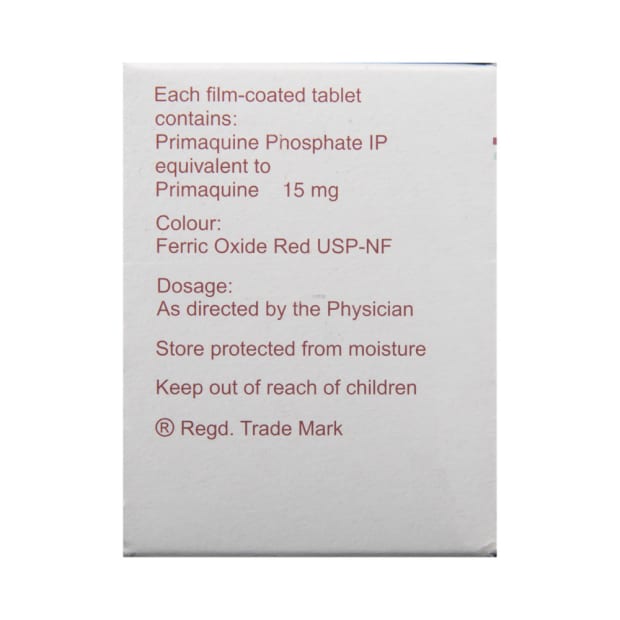 Each film-coated tablet
contains:
Primaquine Phosphate IP
equivalent to
Primaquine 15 mg
Colour:
Ferric Oxide Red USP-NF
Dosage:
As directed by the Physician
Store protected from moisture
Keep out of reach of children
® Regd. Trade Mark